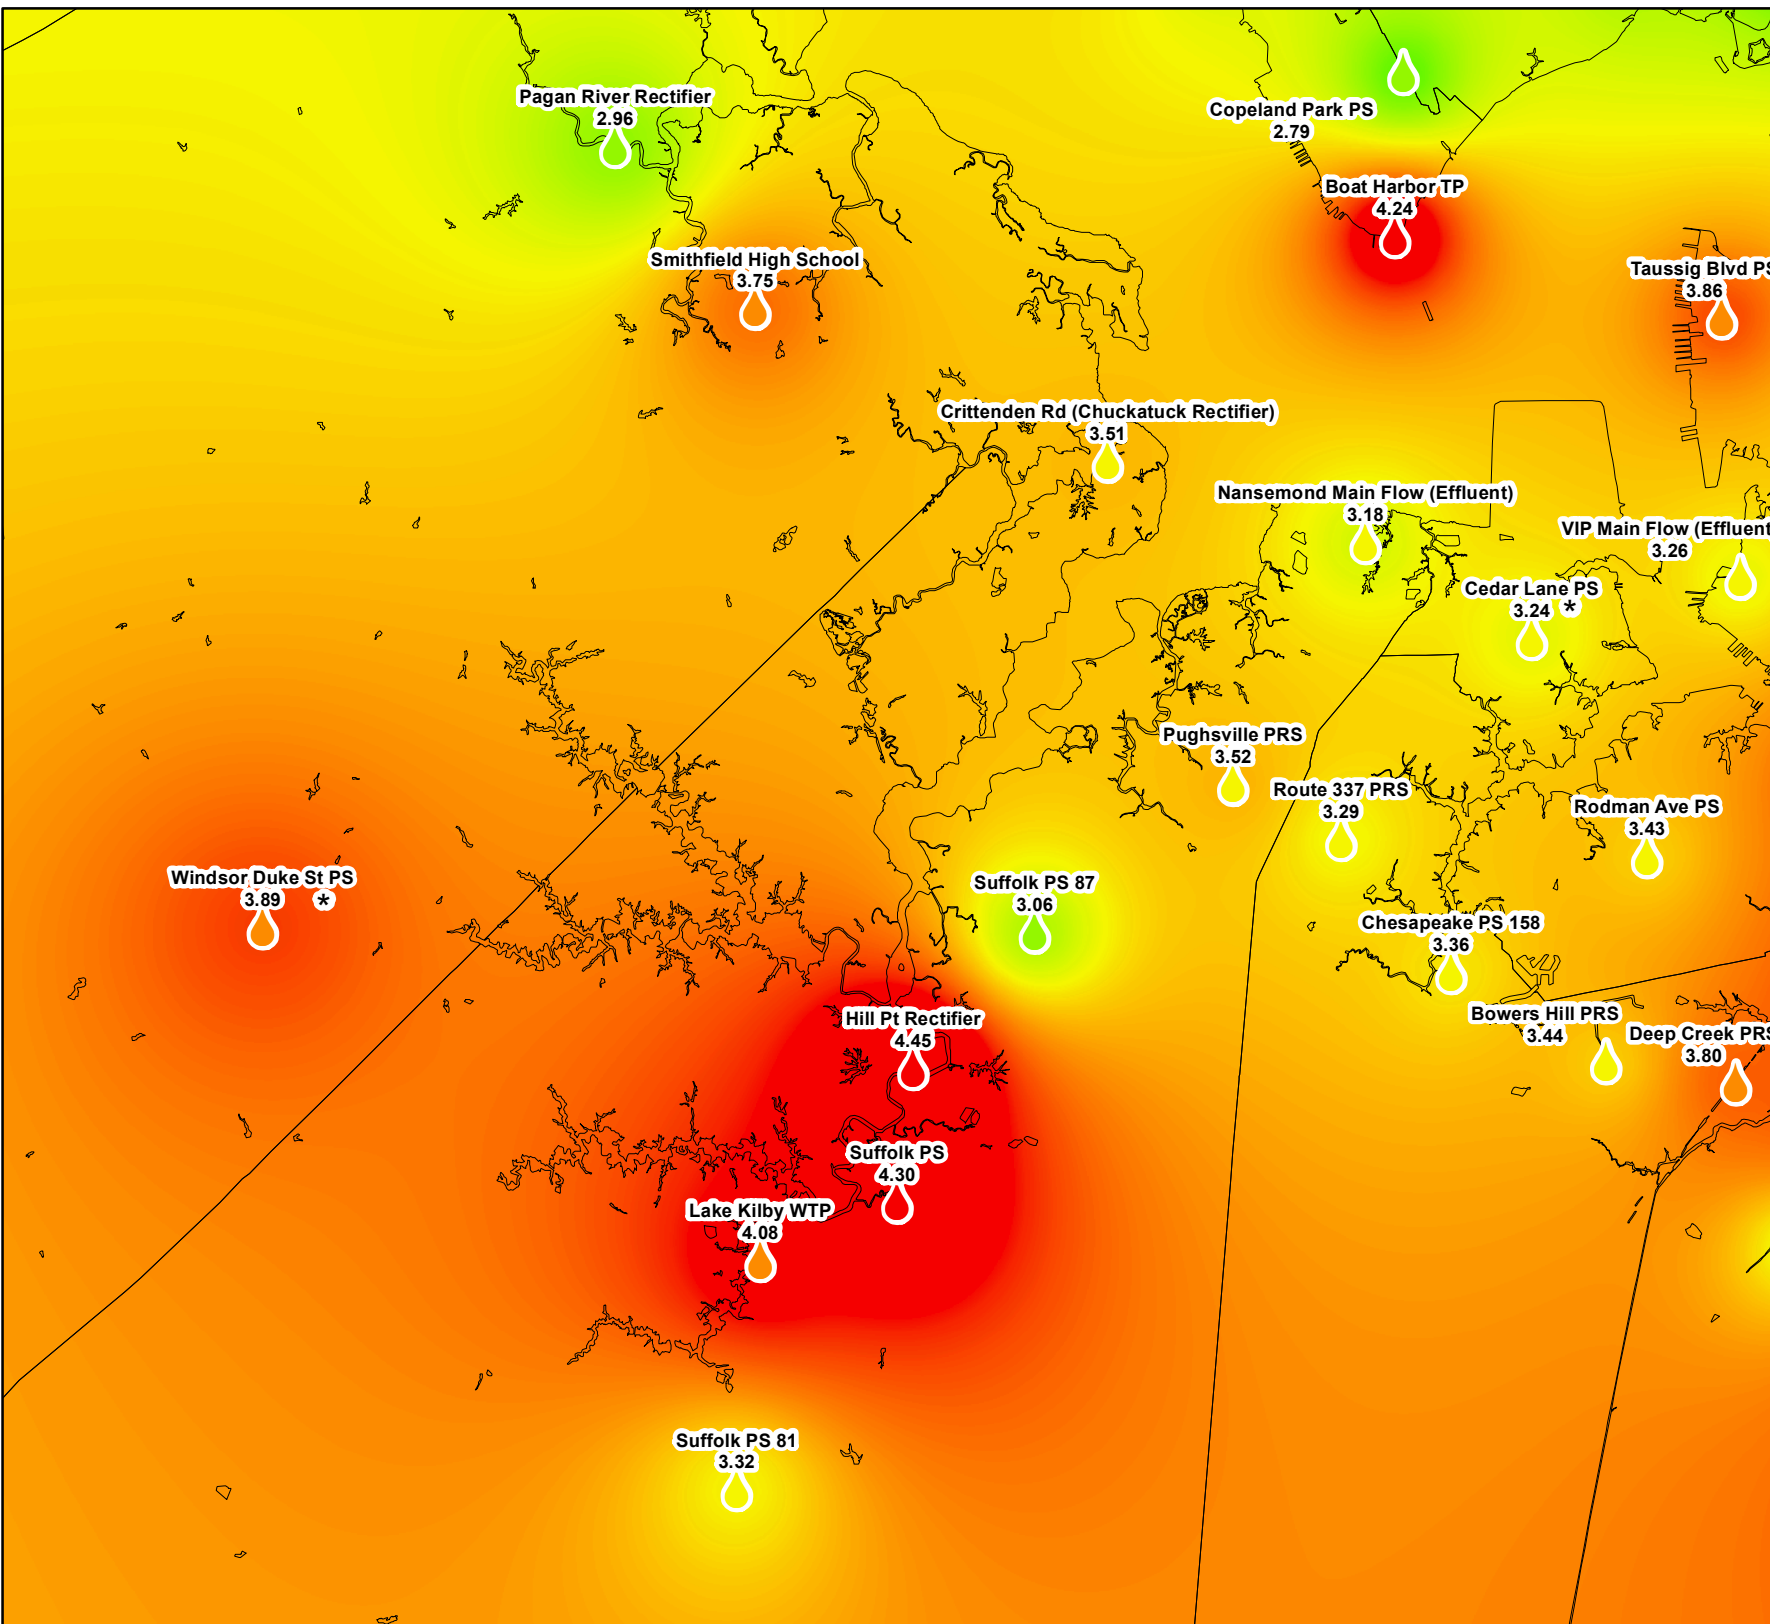 Pagan River Rectifier
2.96
Copeland Park PS
2.79
Boat Harbor TP
4.24
Smithfield High School
3.75
Taussig Blvd PS
3.86
Crittenden Rd (Chuckatuck Rectifier)
3.51
Nansemond Main Flow (Effluent)
3.18
VIP Main Flow (Effluent
3.26
Cedar Lane PS
3.24 *
Pughsville PRS
3.52
Route 337 PRS
3.29
Rodman Ave PS
3.43
Windsor Duke St PS
3.89 *
Suffolk PS 87
3.06
Chesapeake PS 158
3.36
Bowers Hill PRS
3.44
Deep Creek PRS
3.80
Hill Pt Rectifier
4.45
Suffolk PS
4.30
Lake Kilby WTP
4.08
Suffolk PS 81
3.32